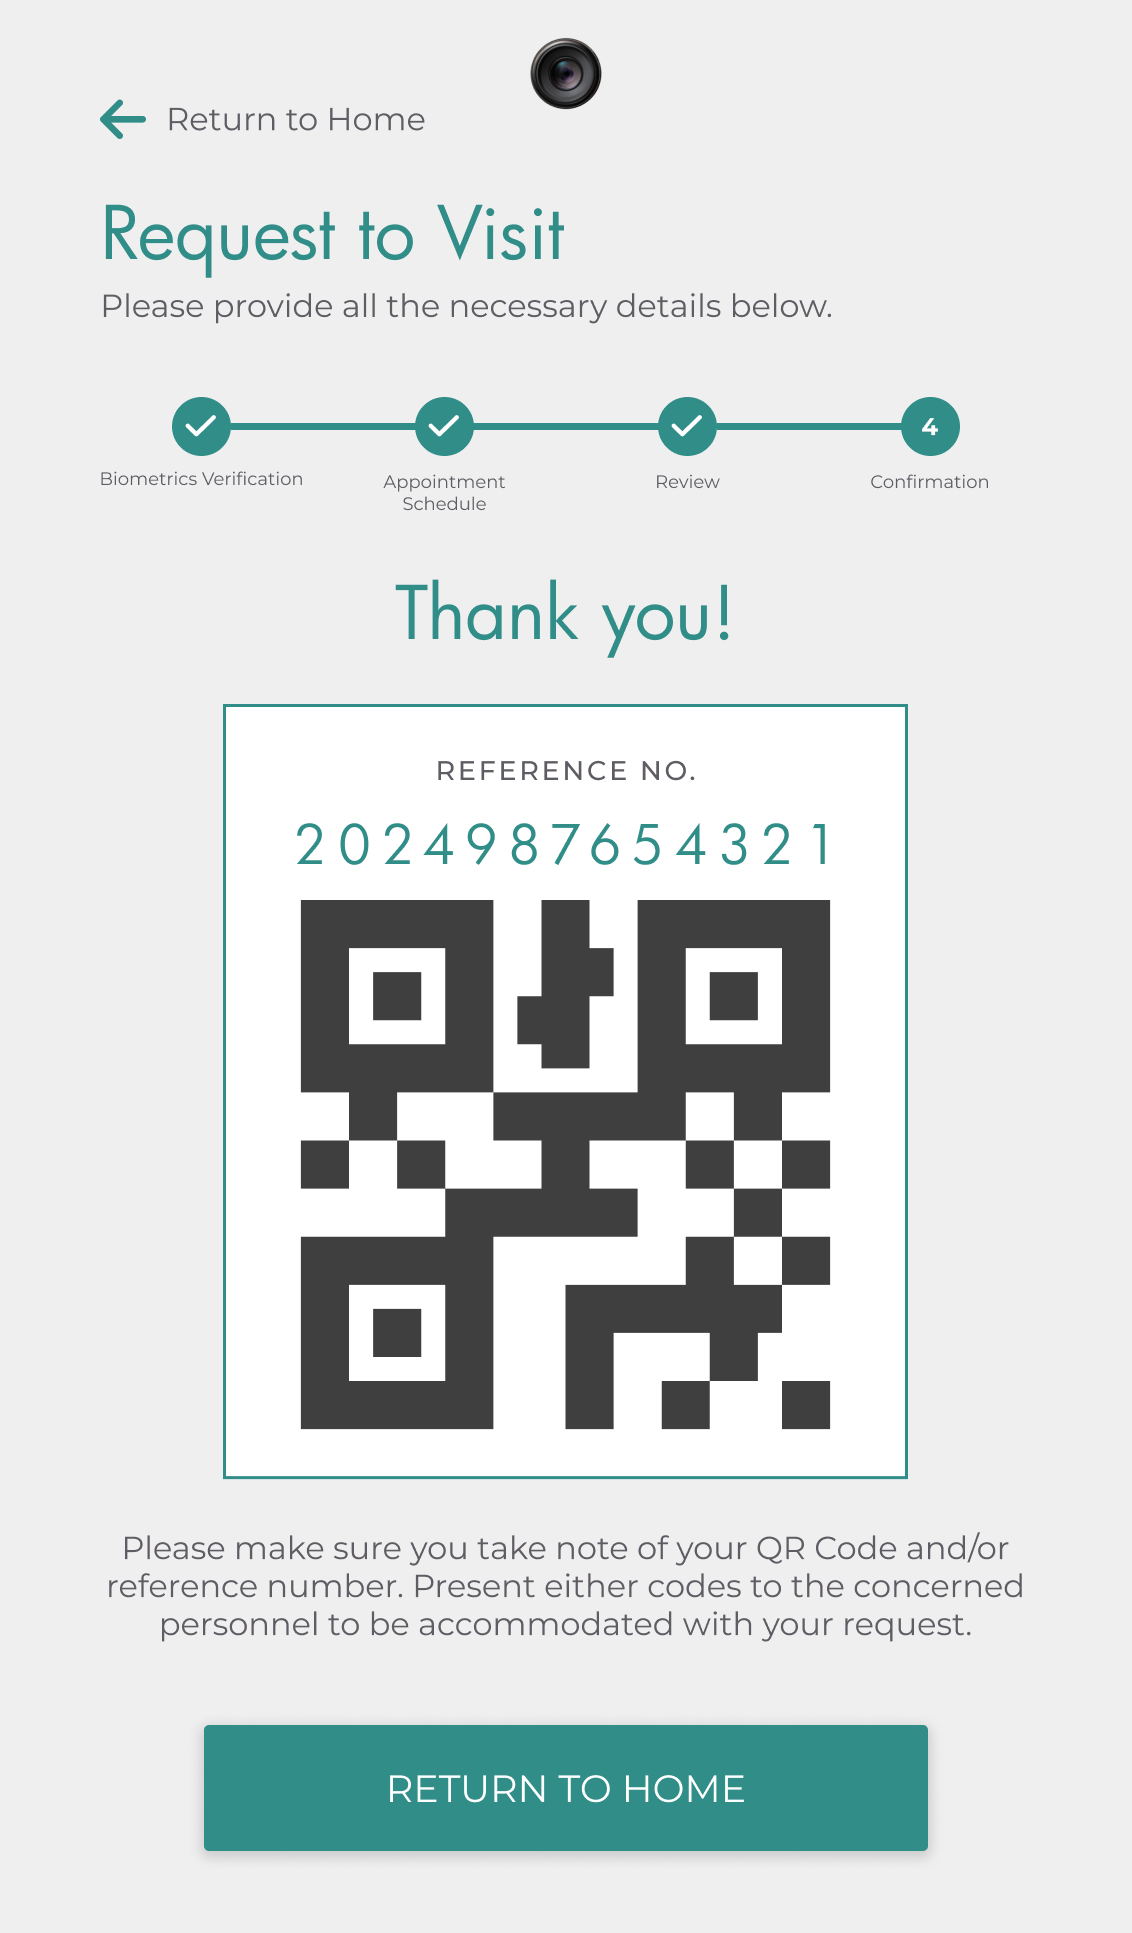 Return to Home
Request to Visit
Please provide all the necessary details below.
4
Biometrics Verification
Appointment
Schedule
Review
Confirmation
Thank you!
REFERENCE NO.
2024987654321
Please make sure you take note of your QR Code and/or
reference number. Present either codes to the concerned
personnel to be accommodated with your request.
RETURN TO HOME